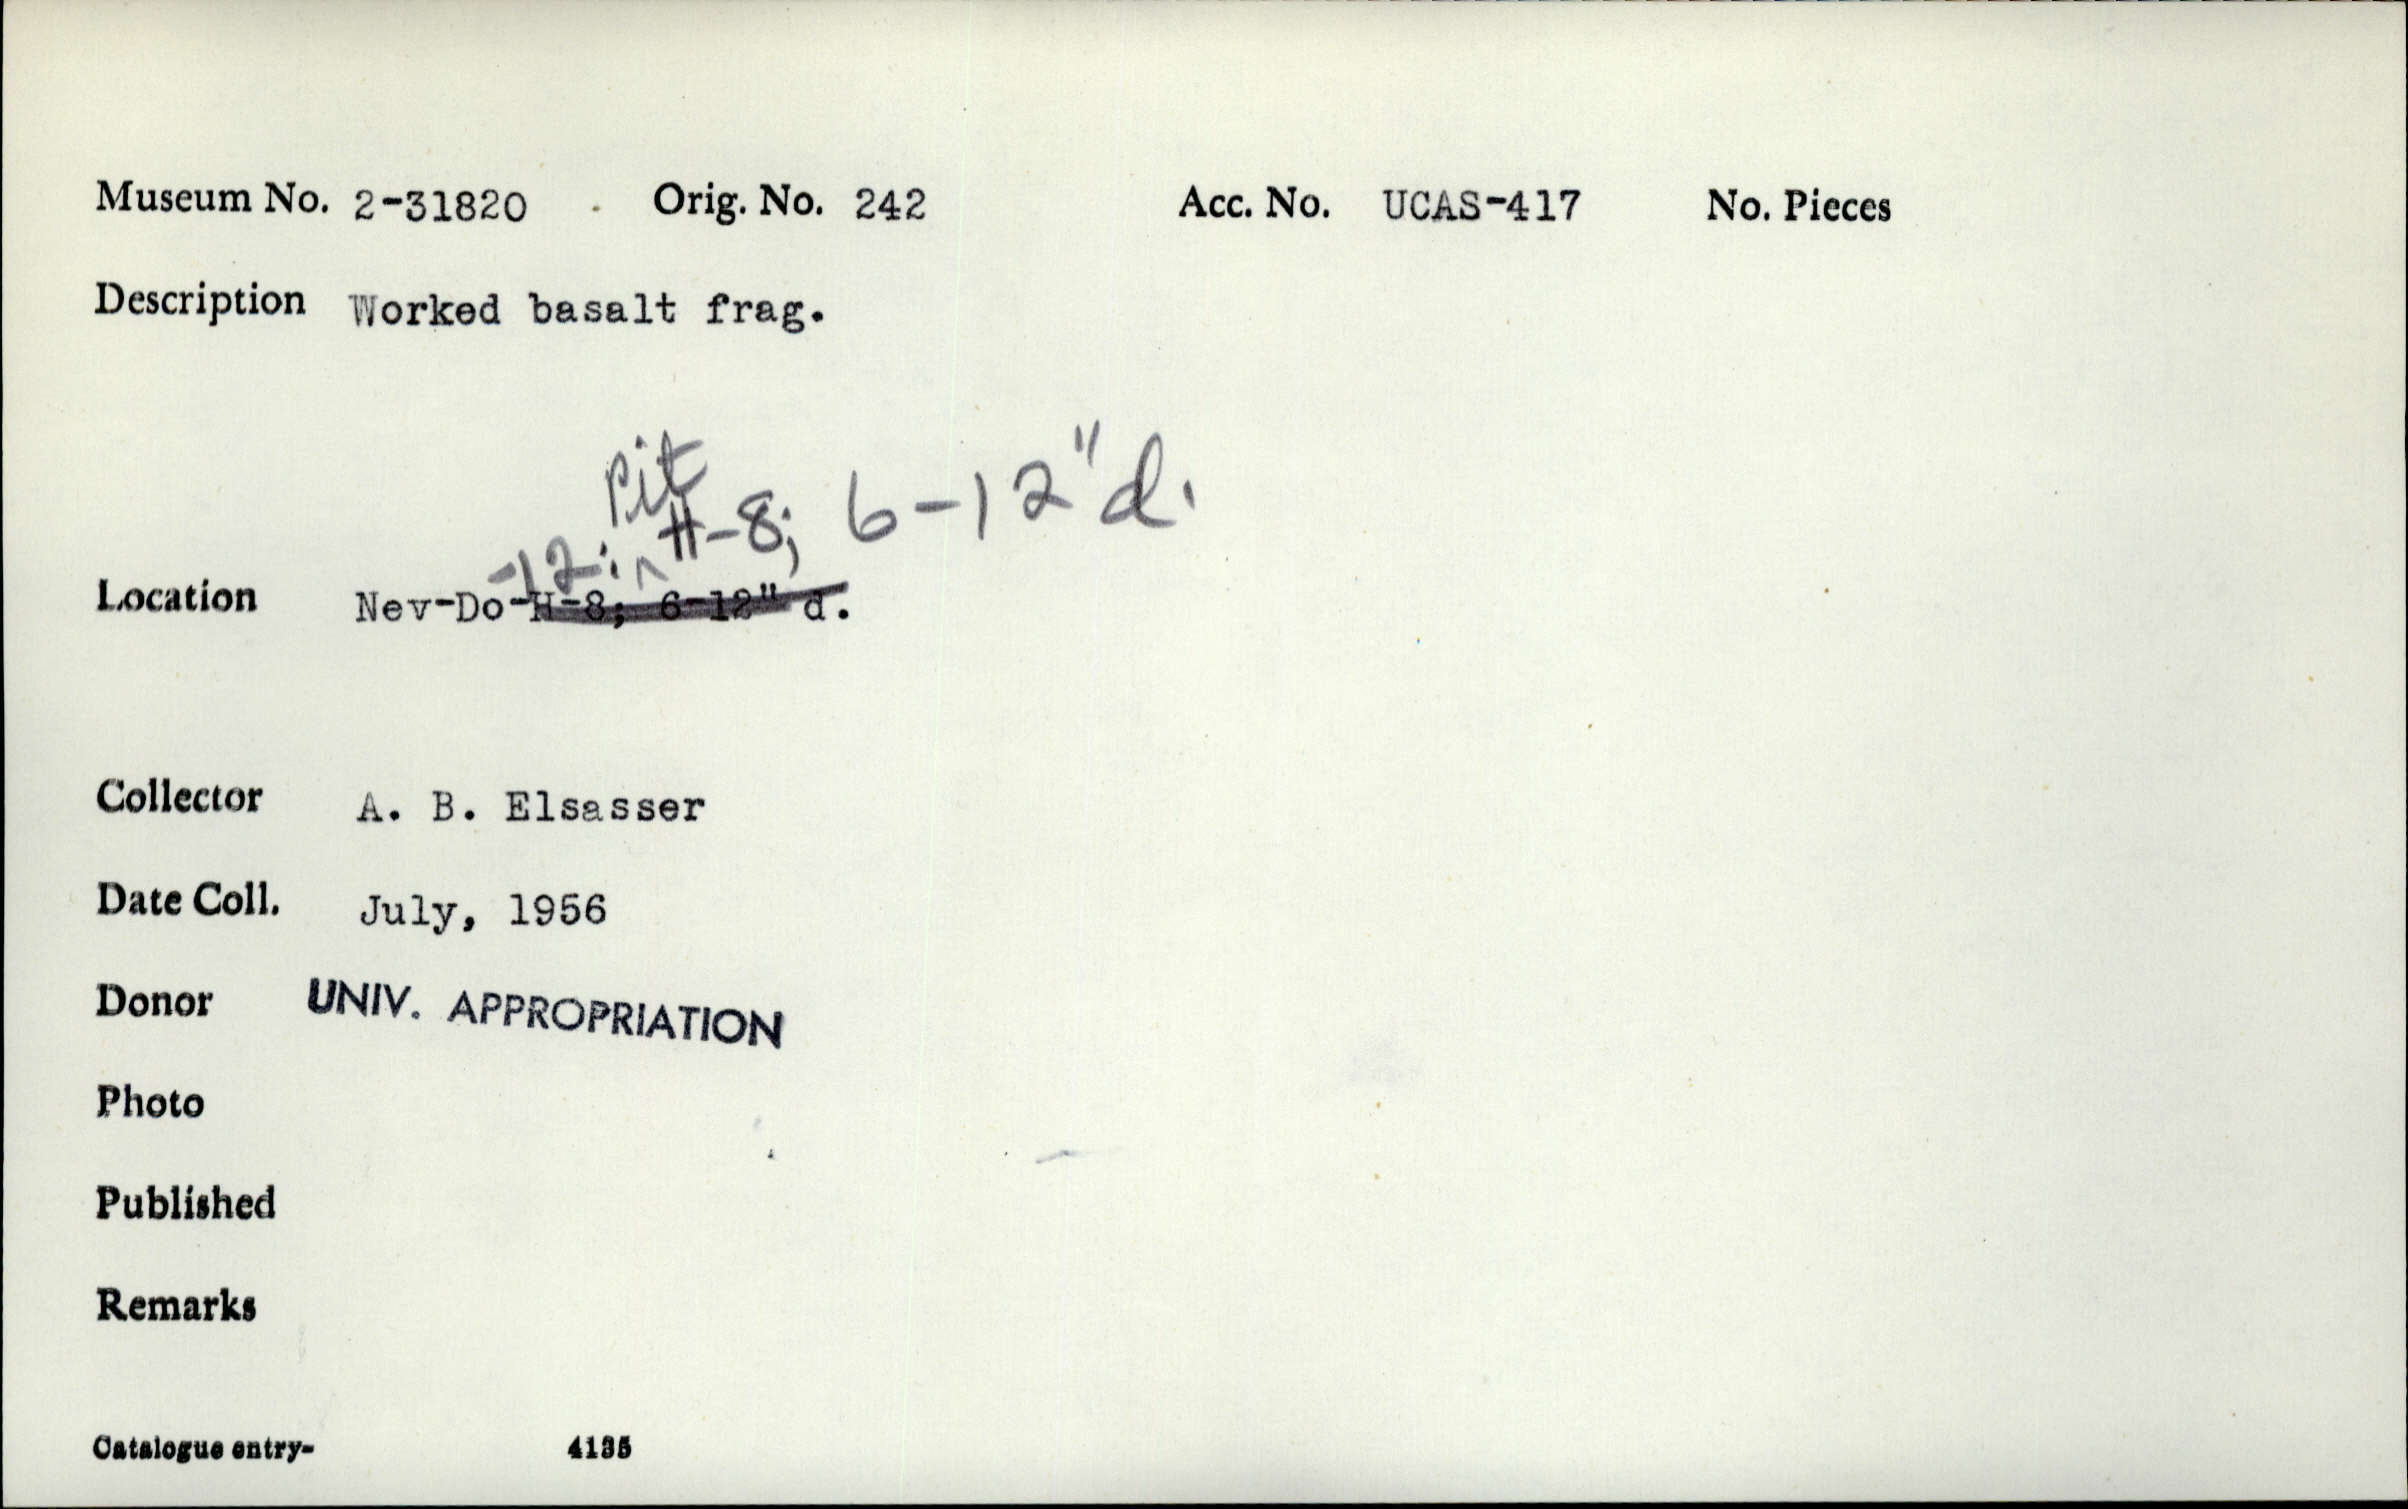 Museum No. 2-31820 Orig. No. 242 Acc. No. UCAS-417 No. Pieces
Description Worked basalt frag.
Pit
-12: ^ H-8; 6-12" d.
Location Nev-Do-H-8; 6-12" d.
Collector A. B. Elsasser
Date Coll. July, 1956
Donor UNIV. APPROPRIATION
Photo
Published
Remarks
Catalogue entry- 4135